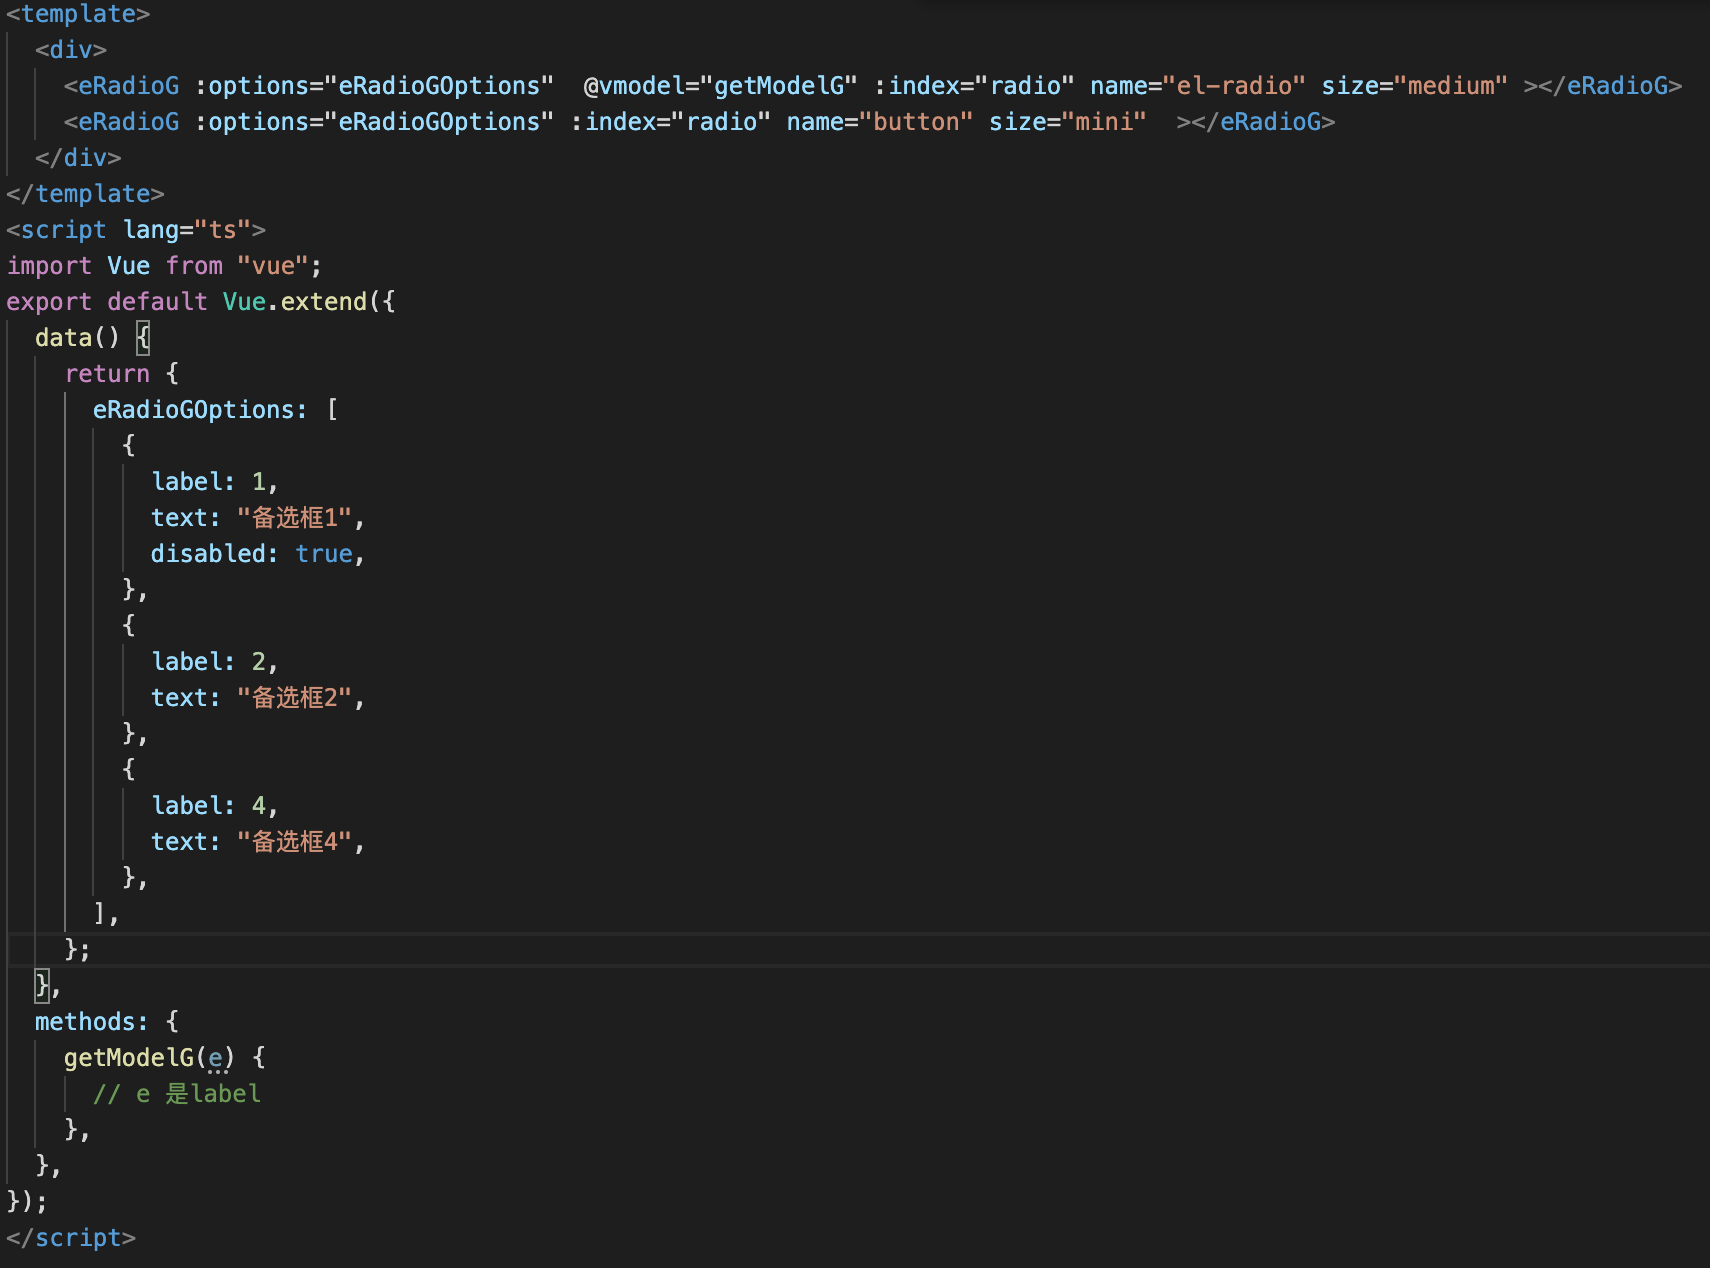 <template>
<div>
<eRadioG :options="eRadioGOptions"  @vmodel="getModelG" :index="radio" name="el-radio" size="medium" ></eRadioG>
<eRadioG :options="eRadioGOptions" :index="radio" name="button" size="mini"  ></eRadioG>
</div>
</template>
<script lang="ts">
import Vue from "vue";
export default Vue.extend({
data() {
return {
eRadioGOptions: [
{
label: 1,
text: "备选框1",
disabled: true,
},
{
label: 2,
text: "备选框2",
},
{
label: 4,
text: "备选框4",
},
],
};
},
methods: {
getModelG(e) {
// e 是label
},
},
});
</script>